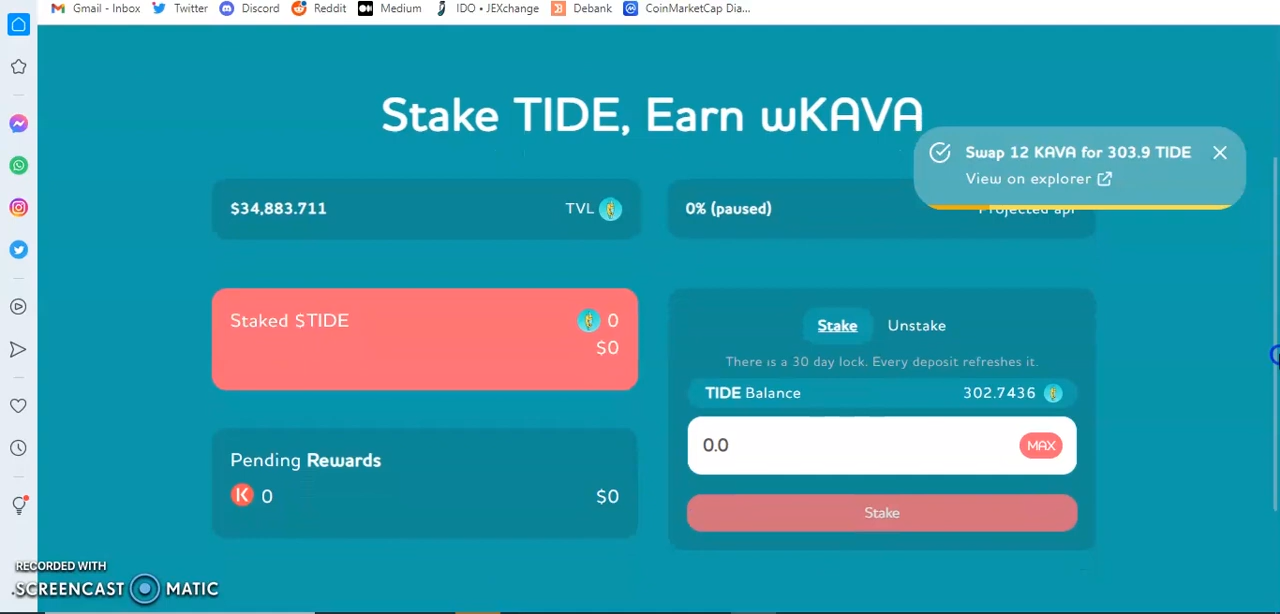 Gmail - Inbox Twitter Discord Reddit Medium IDO • JEXchange Debank CoinMarketCap Dia...
Stake TIDE, Earn wKAVA
Swap 12 KAVA for 303.9 TIDE
View on explorer
$34,883.711 TVL
0% (paused) Projected apr
Staked $TIDE 0
$0
Stake Unstake
There is a 30 day lock. Every deposit refreshes it.
TIDE Balance 302.7436
0.0 MAX
Pending Rewards
K 0 $0
Stake
RECORDED WITH
SCREENCAST MATIC